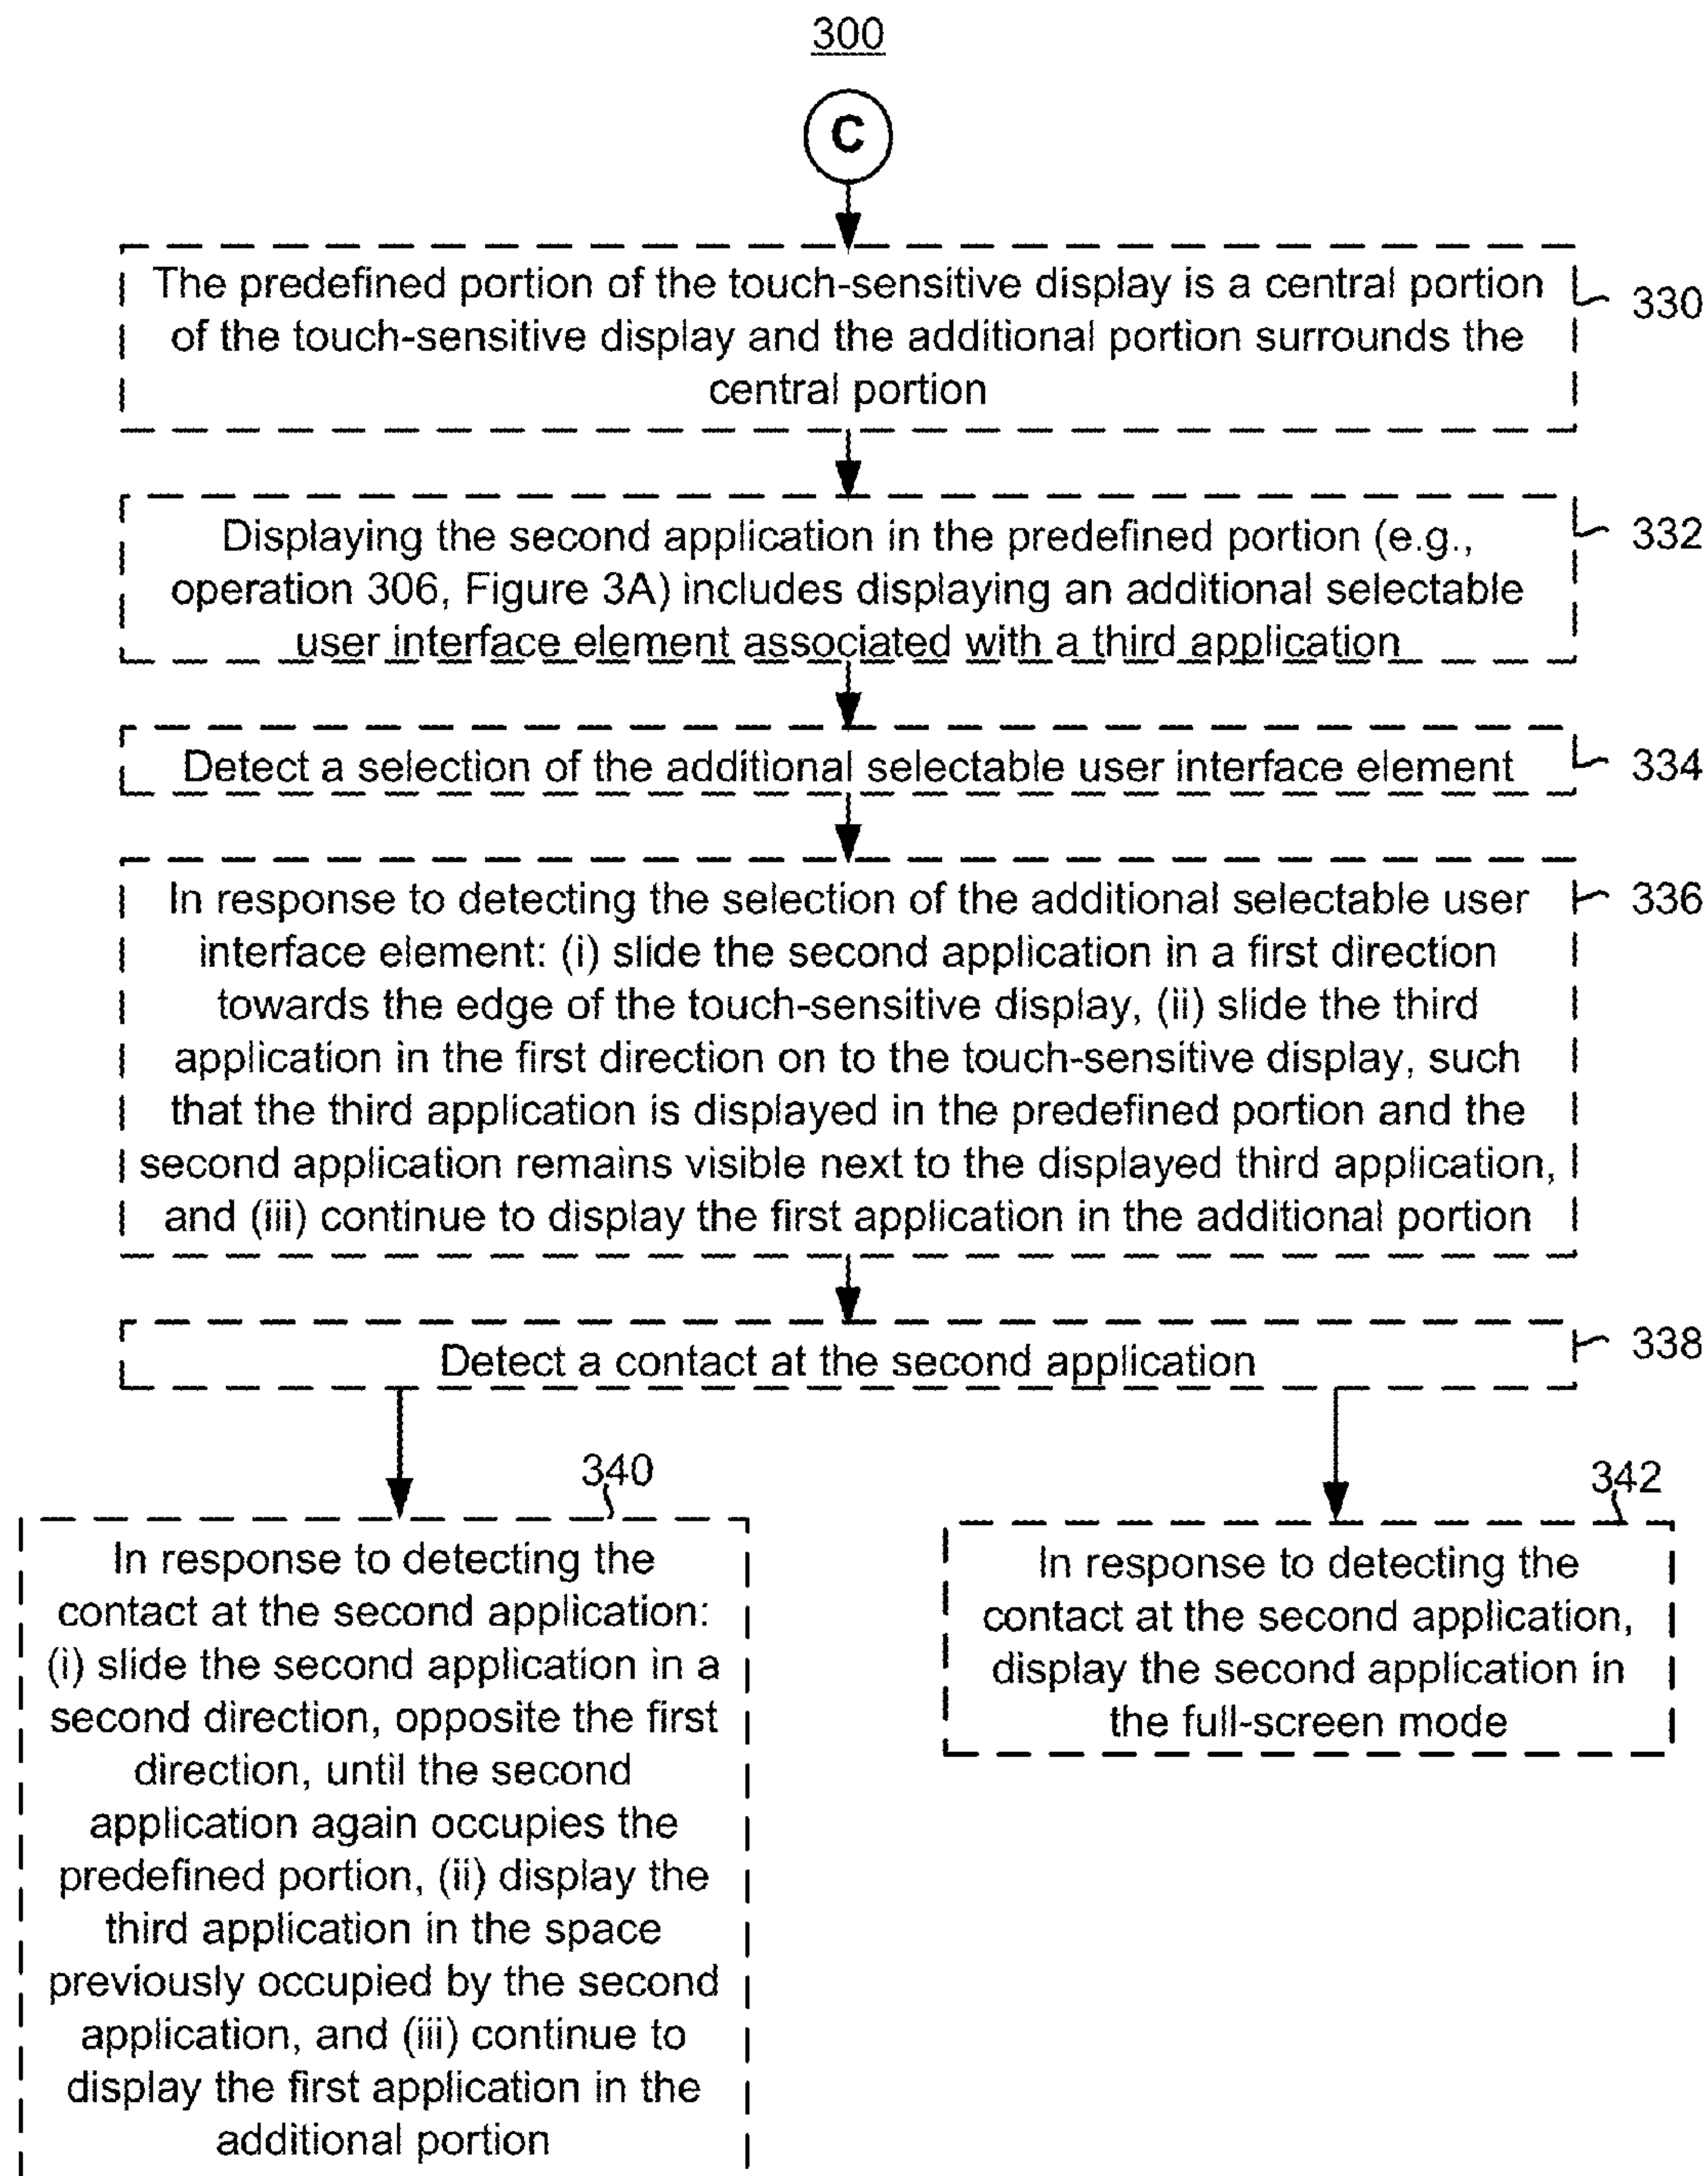 300
C
The predefined portion of the touch-sensitive display is a central portion
of the touch-sensitive display and the additional portion surrounds the
central portion
330
Displaying the second application in the predefined portion (e.g.,
operation 306, Figure 3A) includes displaying an additional selectable
user interface element associated with a third application
332
Detect a selection of the additional selectable user interface element
334
In response to detecting the selection of the additional selectable user
interface element: (i) slide the second application in a first direction
towards the edge of the touch-sensitive display, (ii) slide the third
application in the first direction on to the touch-sensitive display, such
that the third application is displayed in the predefined portion and the
second application remains visible next to the displayed third application,
and (iii) continue to display the first application in the additional portion
336
Detect a contact at the second application
338
340
In response to detecting the
contact at the second application:
(i) slide the second application in a
second direction, opposite the first
direction, until the second
application again occupies the
predefined portion, (ii) display the
third application in the space
previously occupied by the second
application, and (iii) continue to
display the first application in the
additional portion
342
In response to detecting the
contact at the second application,
display the second application in
the full-screen mode